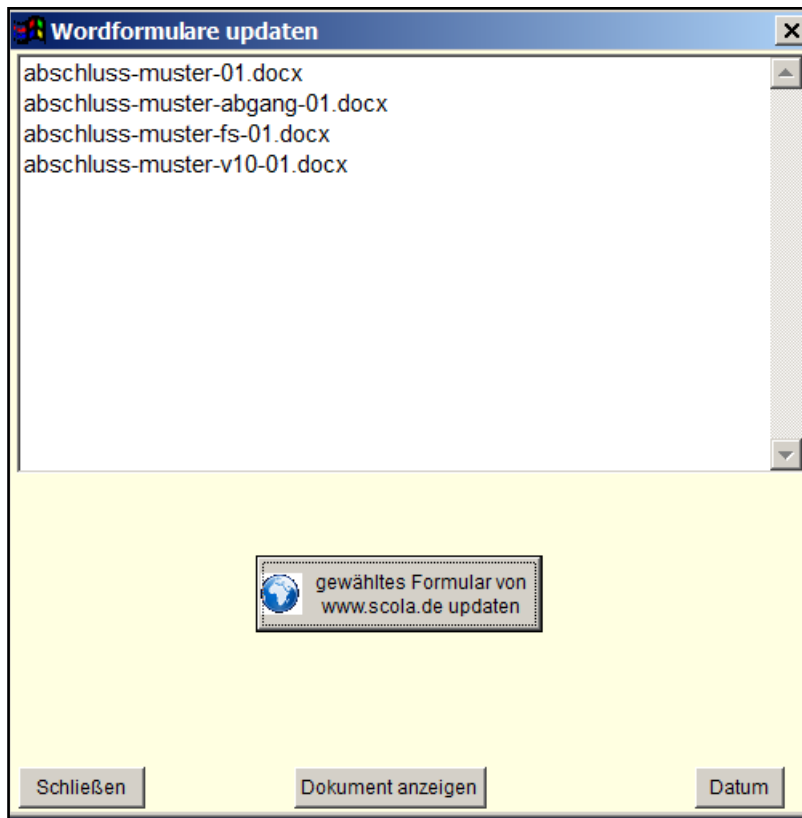 Wordformulare updaten
abschluss-muster-01.docx
abschluss-muster-abgang-01.docx
abschluss-muster-fs-01.docx
abschluss-muster-v10-01.docx
gewähltes Formular von
www.scola.de updaten
Schließen
Dokument anzeigen
Datum